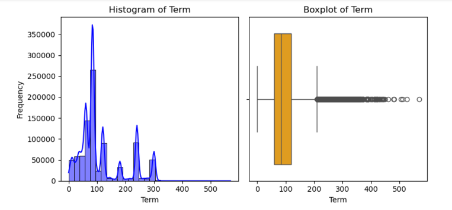 Histogram of Term
Frequency
350000
300000
250000
200000
150000
100000
50000
0
0 100 200 300 400 500
Term
Boxplot of Term
0 100 200 300 400 500
Term